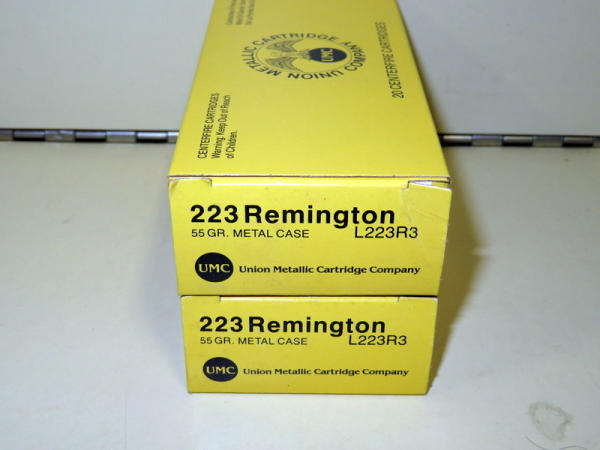 UNION METALLIC CARTRIDGE
COMPANY
UMC
20 CENTERFIRE CARTRIDGES
CENTERFIRE CARTRIDGES
Warning: Keep Out of Reach
of Children.
223 Remington
55 GR. METAL CASE L223R3
UMC Union Metallic Cartridge Company
223 Remington
55 GR. METAL CASE L223R3
UMC Union Metallic Cartridge Company